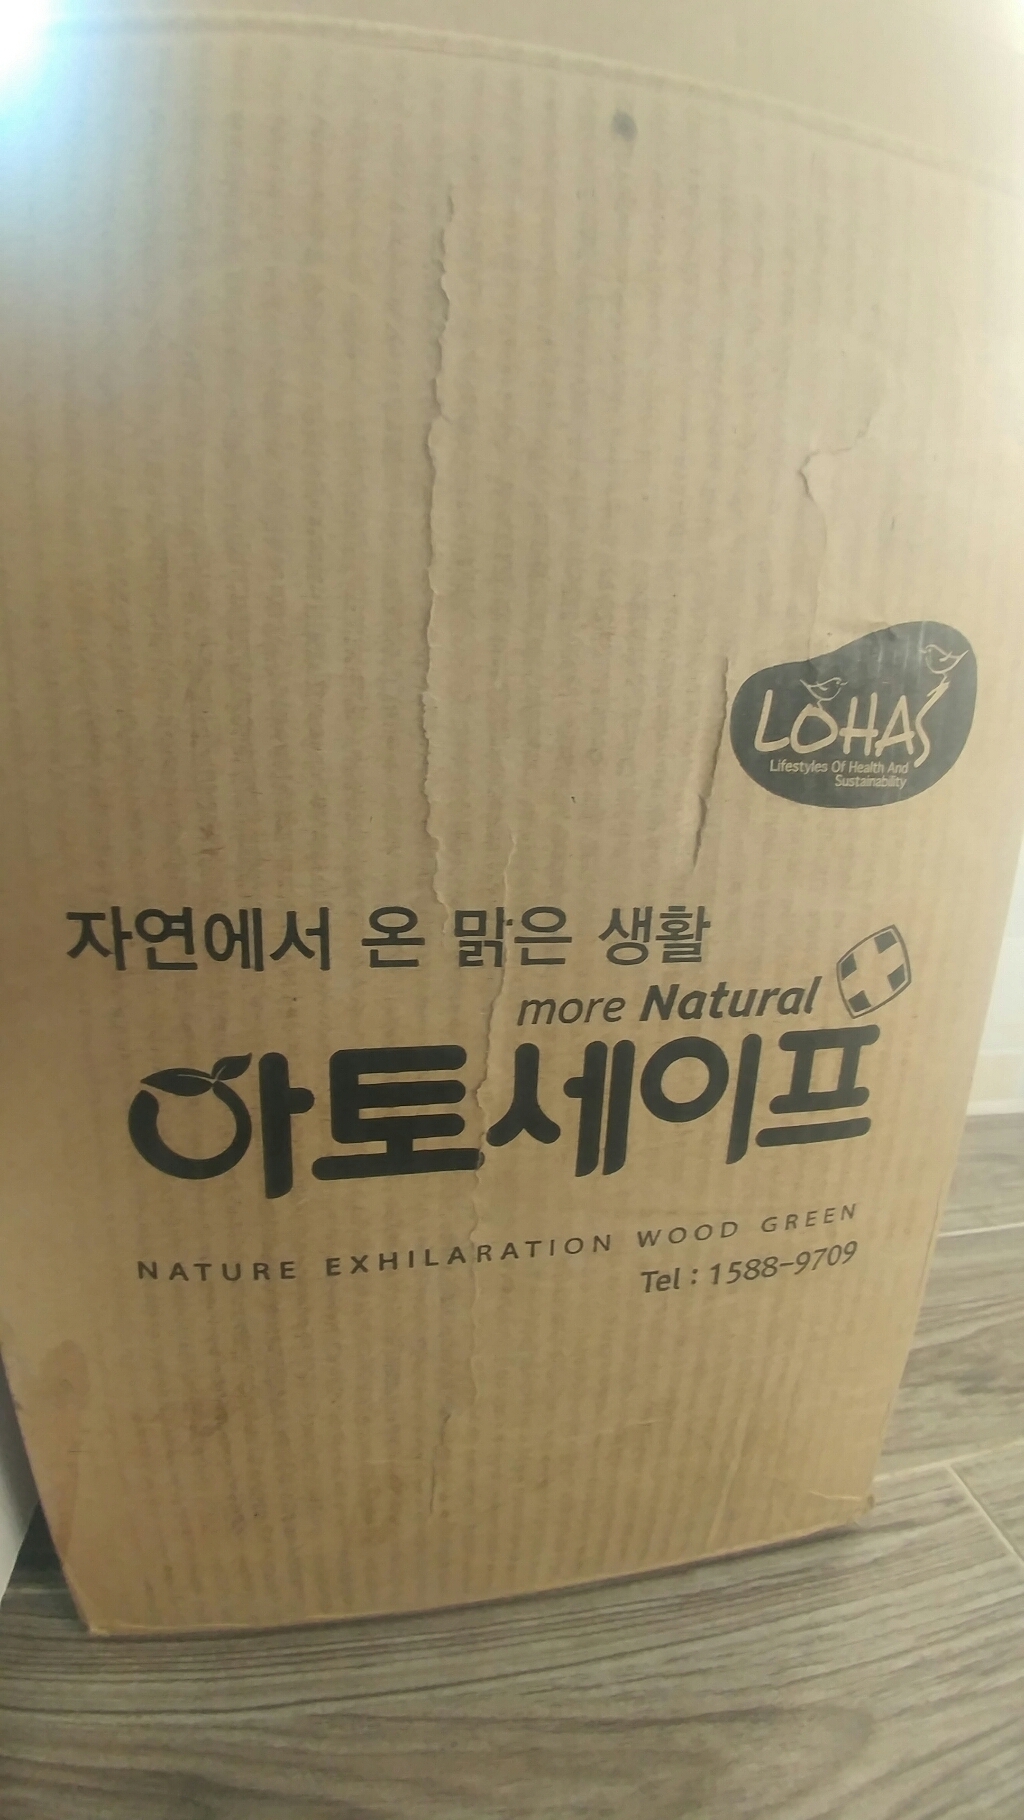 LOHAS
Lifestyles Of Health And
Sustainability
자연에서 온 맑은 생활
more Natural
아토세이프
NATURE EXHILARATION WOOD GREEN
Tel : 1588-9709